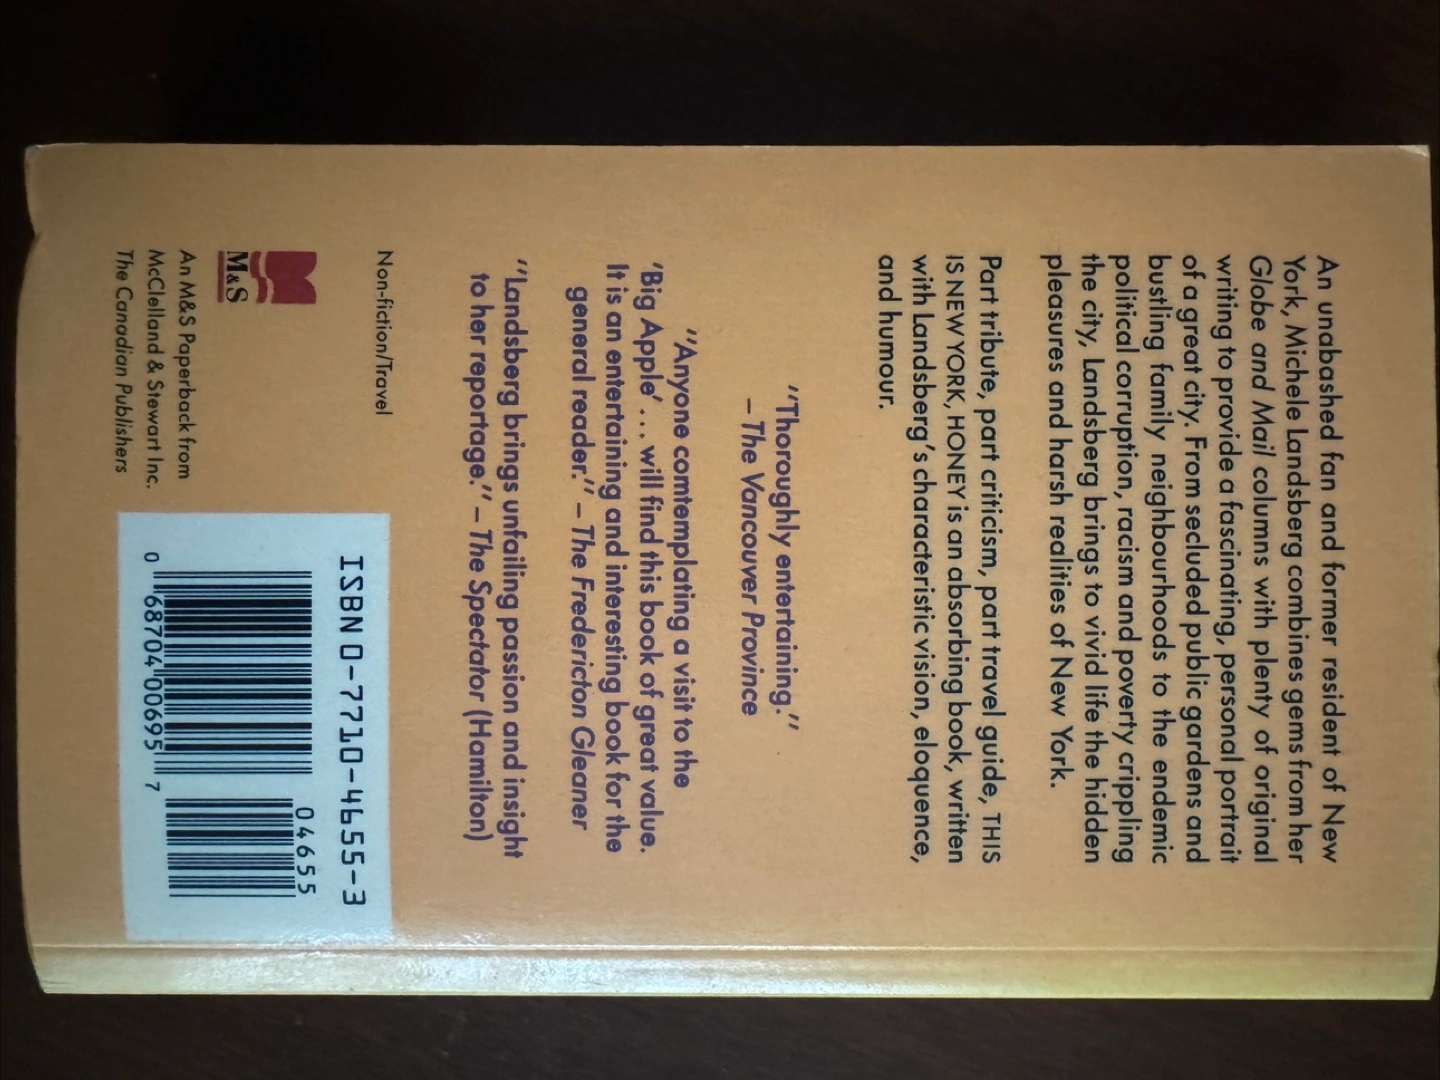 An unabashed fan and former resident of New
York, Michele Landsberg combines gems from her
Globe and Mail columns with plenty of original
writing to provide a fascinating, personal portrait
of a great city. From secluded public gardens and
bustling family neighbourhoods to the endemic
political corruption, racism and poverty crippling
the city, Landsberg brings to vivid life the hidden
pleasures and harsh realities of New York.
Part tribute, part criticism, part travel guide, THIS
IS NEW YORK, HONEY is an absorbing book, written
with Landsberg's characteristic vision, eloquence,
and humour.
"Thoroughly entertaining."
– The Vancouver Province
"Anyone comtemplating a visit to the
'Big Apple' . . . will find this book of great value.
It is an entertaining and interesting book for the
general reader." – The Fredericton Gleaner
"Landsberg brings unfailing passion and insight
to her reportage." – The Spectator (Hamilton)
Non-fiction/Travel
M&S
An M&S Paperback from
McClelland & Stewart Inc.
The Canadian Publishers
ISBN 0-7710-4655-3
04655
0 68704 00695 7